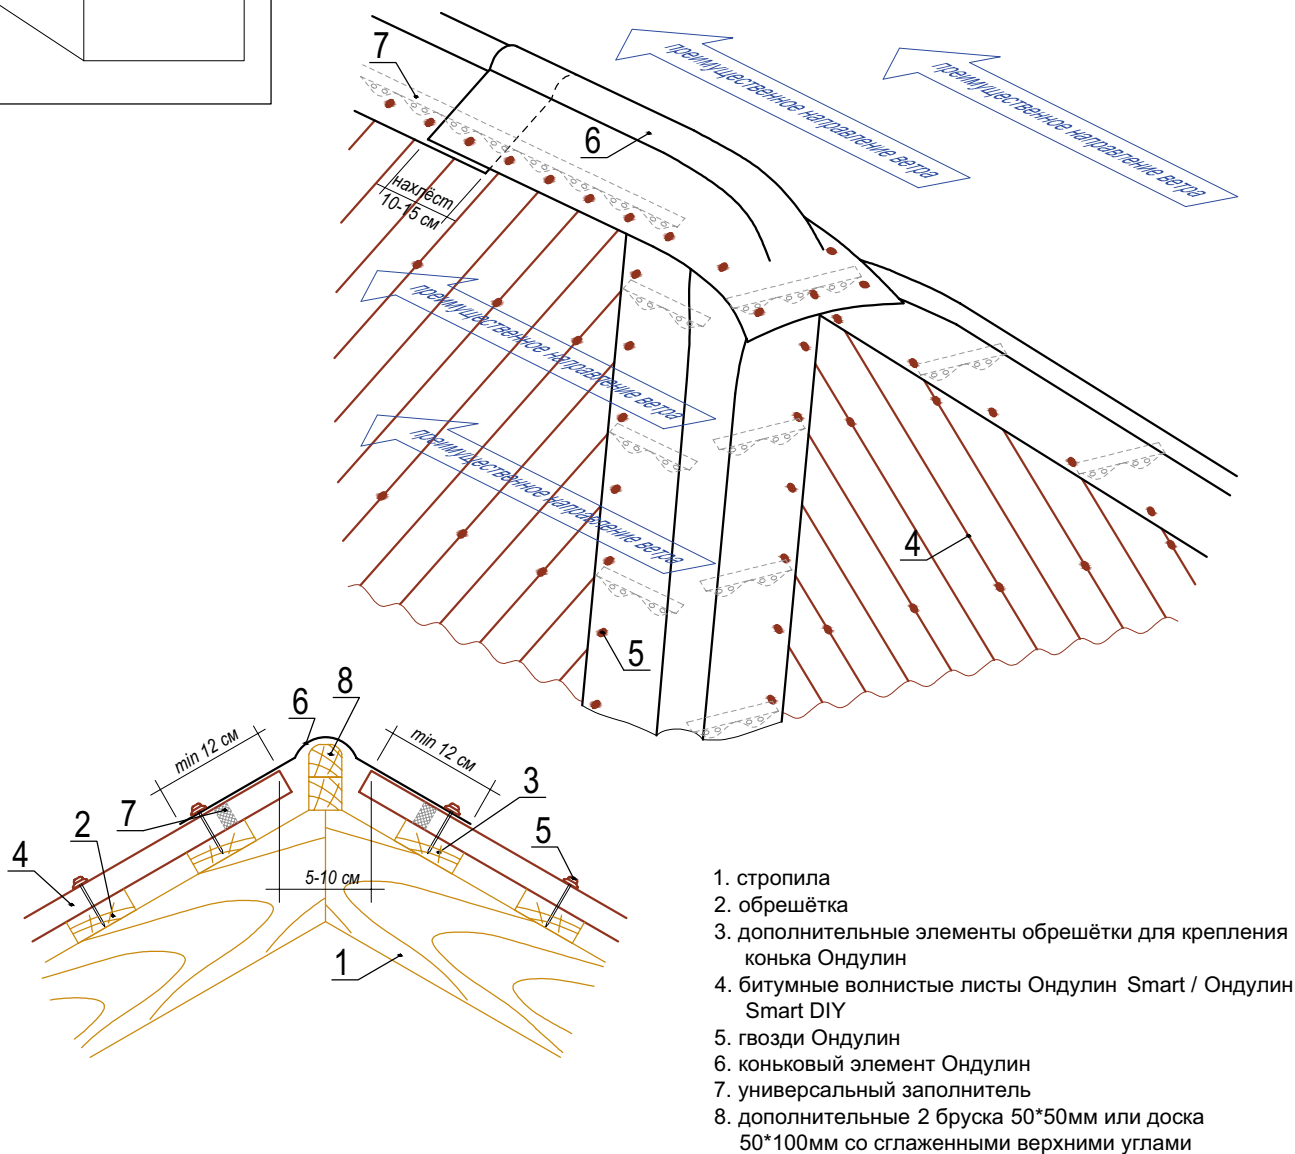 7
6
преимущественное направление ветра
преимущественное направление ветра
нахлёст
10-15 см
преимущественное направление ветра
преимущественное направление ветра
4
5
6
8
min 12 см
min 12 см
3
7
2
5
4
5-10 см
1
1. стропила
2. обрешётка
3. дополнительные элементы обрешётки для крепления
конька Ондулин
4. битумные волнистые листы Ондулин Smart / Ондулин
Smart DIY
5. гвозди Ондулин
6. коньковый элемент Ондулин
7. универсальный заполнитель
8. дополнительные 2 бруска 50*50мм или доска
50*100мм со сглаженными верхними углами